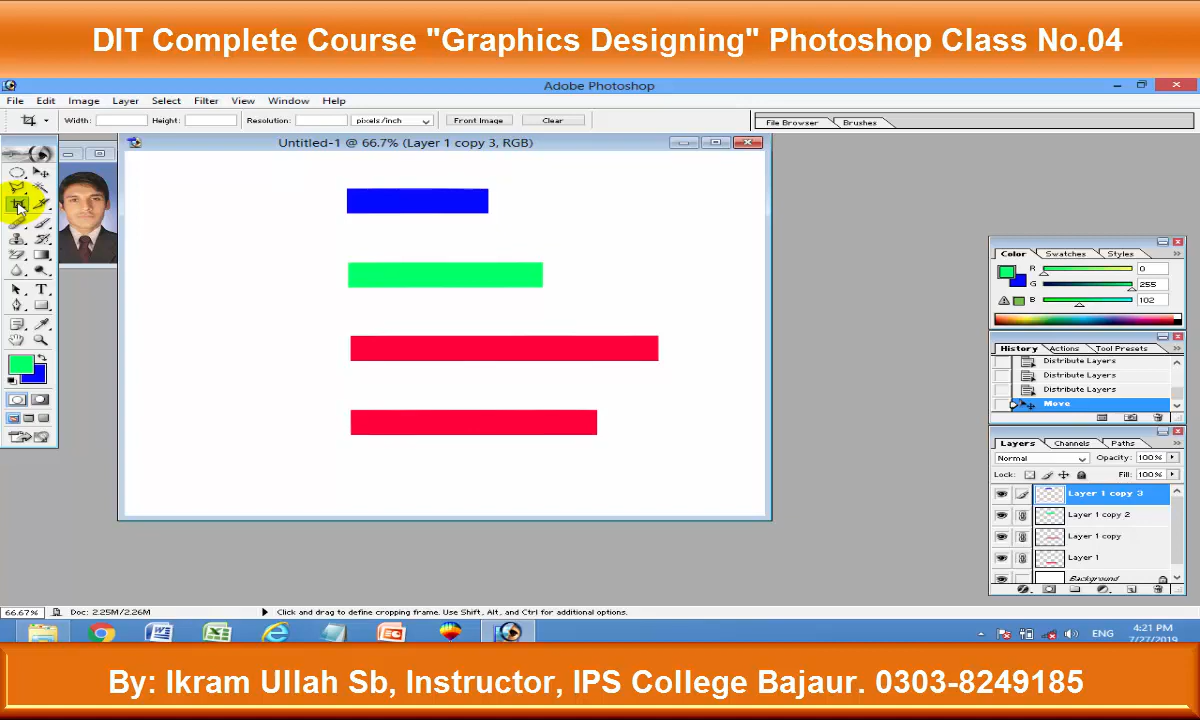 DIT Complete Course "Graphics Designing" Photoshop Class No.04
Adobe Photoshop
File Edit Image Layer Select Filter View Window Help
Width: Height: Resolution: pixels/inch Front Image Clear File Browser Brushes
Untitled-1 @ 66.7% (Layer 1 copy 3, RGB)
Color Swatches Styles
R 0
G 255
B 102
History Actions Tool Presets
Distribute Layers
Distribute Layers
Distribute Layers
Move
Layers Channels Paths
Normal Opacity: 100%
Lock: Fill: 100%
Layer 1 copy 3
Layer 1 copy 2
Layer 1 copy
Layer 1
Background
66.67% Doc: 2.25M/2.26M Click and drag to define cropping frame. Use Shift, Alt, and Ctrl for additional options.
ENG
4:21 PM
7/27/2019
By: Ikram Ullah Sb, Instructor, IPS College Bajaur. 0303-8249185